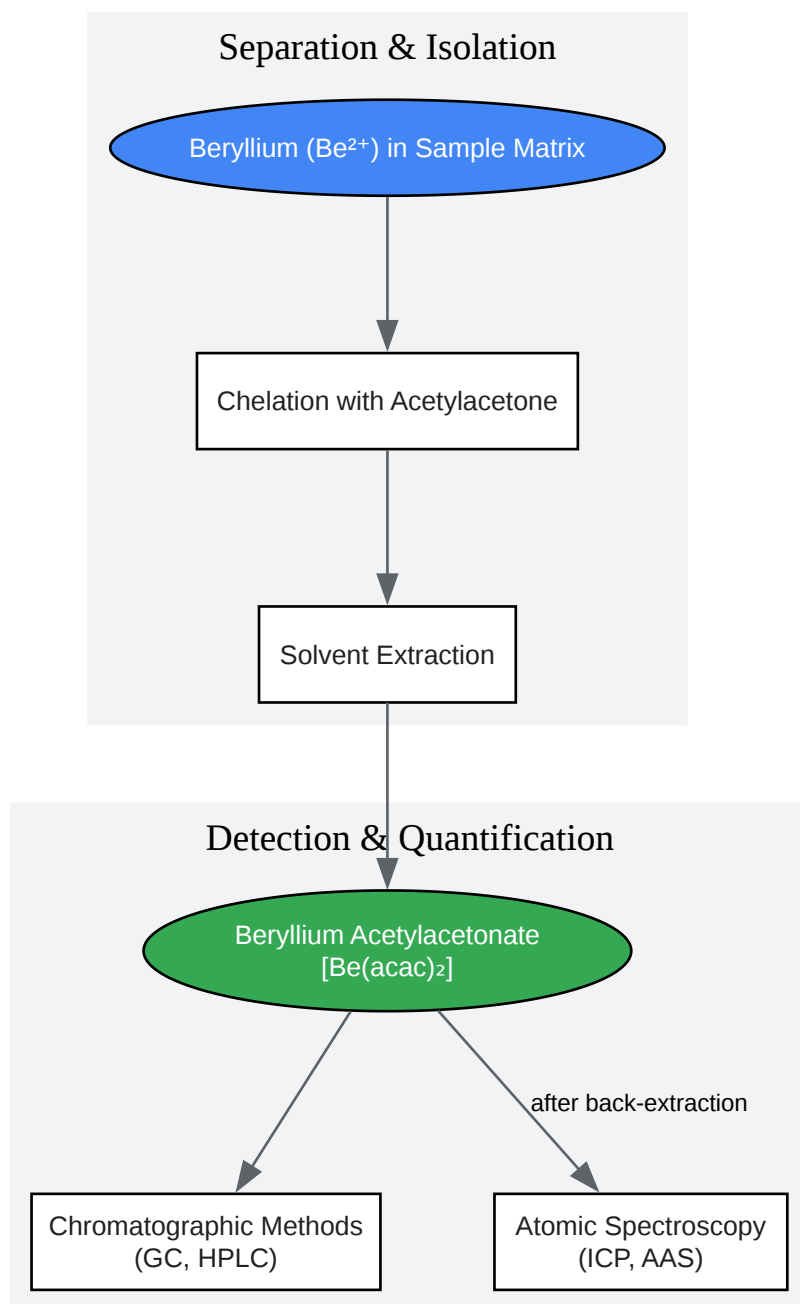 Separation & Isolation
Beryllium (Be²⁺) in Sample Matrix
Chelation with Acetylacetone
Solvent Extraction
Detection & Quantification
Beryllium Acetylacetonate
[Be(acac)₂]
after back-extraction
Chromatographic Methods
(GC, HPLC)
Atomic Spectroscopy
(ICP, AAS)